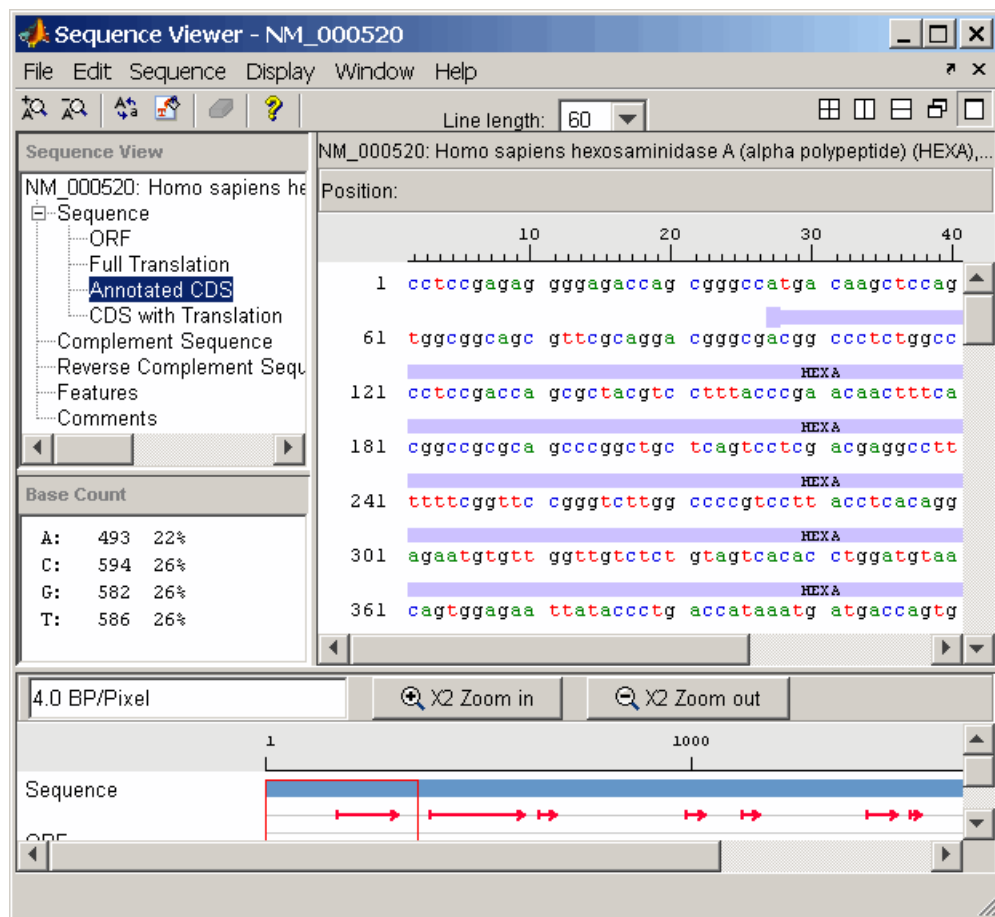 Sequence Viewer - NM_000520
File Edit Sequence Display Window Help
Line length: 60
Sequence View
NM_000520: Homo sapiens he
Sequence
ORF
Full Translation
Annotated CDS
CDS with Translation
Complement Sequence
Reverse Complement Sequ
Features
Comments
Base Count
A: 493 22%
C: 594 26%
G: 582 26%
T: 586 26%
NM_000520: Homo sapiens hexosaminidase A (alpha polypeptide) (HEXA),...
Position:
10 20 30 40
1 cctccgagag gggagaccag cgggccatga caagctccag
61 tggcggcagc gttcgcagga cgggcgacgg ccctctggcc
HEXA
121 cctccgacca gcgctacgtc ctttacccga acaactttca
HEXA
181 cggccgcgca gcccggctgc tcagtcctcg acgaggcctt
HEXA
241 ttttcggttc cgggtcttgg ccccgtcctt acctcacagg
HEXA
301 agaatgtgtt ggttgtctct gtagtcacac ctggatgtaa
HEXA
361 cagtggagaa ttataccctg accataaatg atgaccagtg
4.0 BP/Pixel X2 Zoom in X2 Zoom out
1 1000
Sequence
ORF